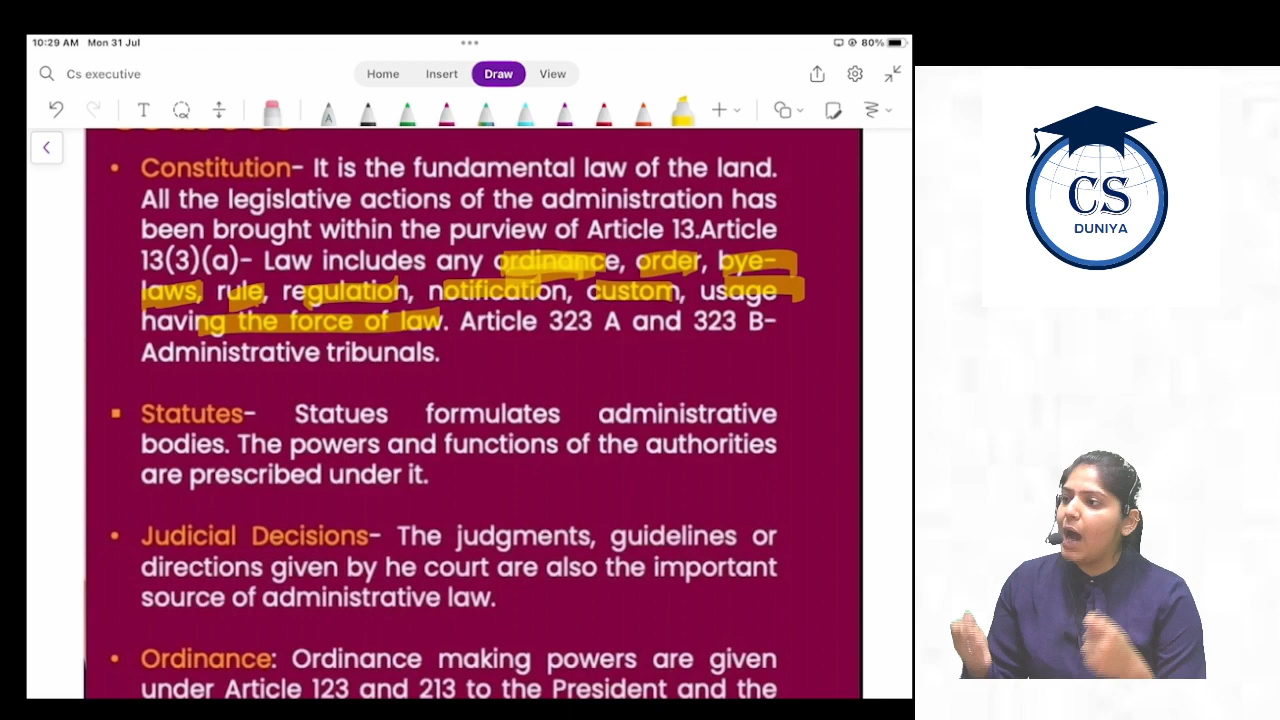 10:29 AM Mon 31 Jul
80%
Cs executive
Home Insert Draw View
T
A
Constitution- It is the fundamental law of the land.
All the legislative actions of the administration has
been brought within the purview of Article 13.Article
13(3)(a)- Law includes any ordinance, order, bye-
laws, rule, regulation, notification, custom, usage
having the force of law. Article 323 A and 323 B-
Administrative tribunals.
Statutes- Statues formulates administrative
bodies. The powers and functions of the authorities
are prescribed under it.
Judicial Decisions- The judgments, guidelines or
directions given by he court are also the important
source of administrative law.
Ordinance: Ordinance making powers are given
under Article 123 and 213 to the President and the
CS
DUNIYA